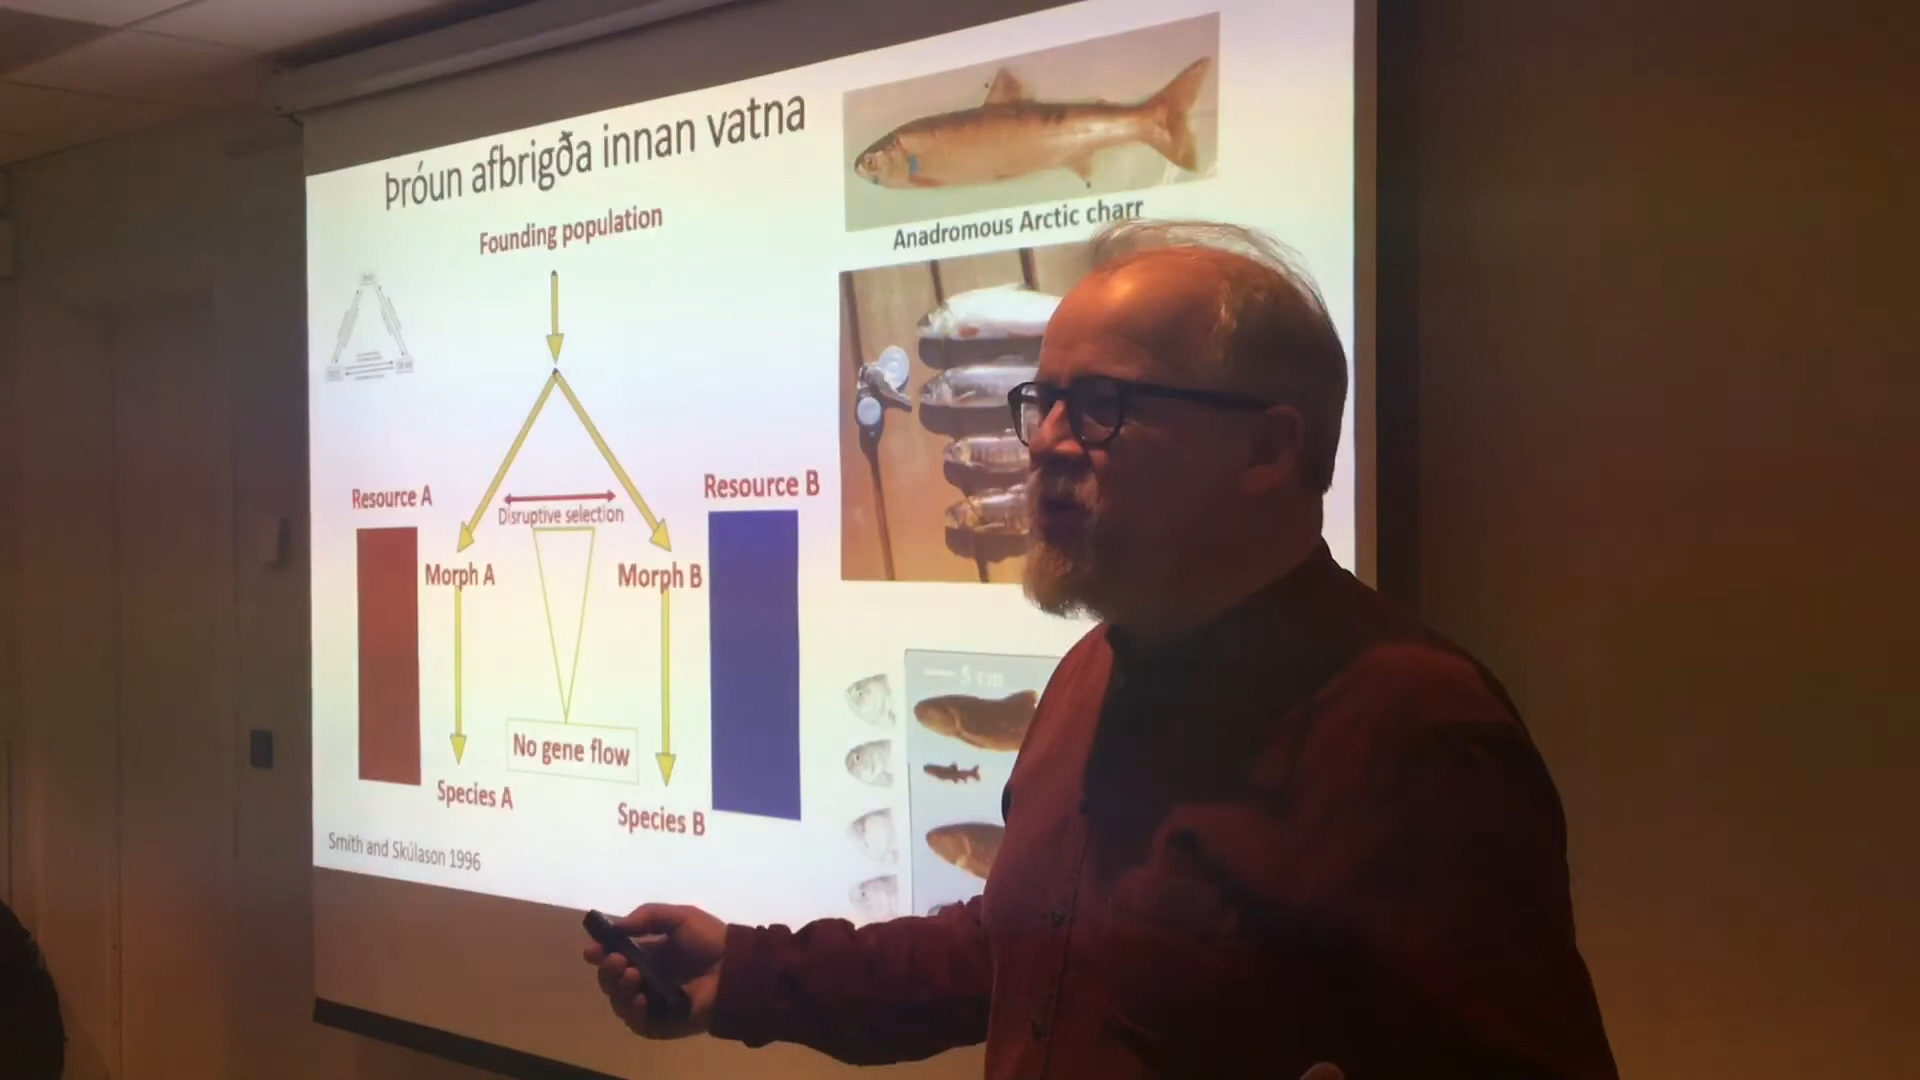 Þróun afbrigða innan vatna
Founding population
Anadromous Arctic charr
Resource A
Resource B
Disruptive selection
Morph A
Morph B
No gene flow
Species A
Species B
5 cm
Smith and Skúlason 1996